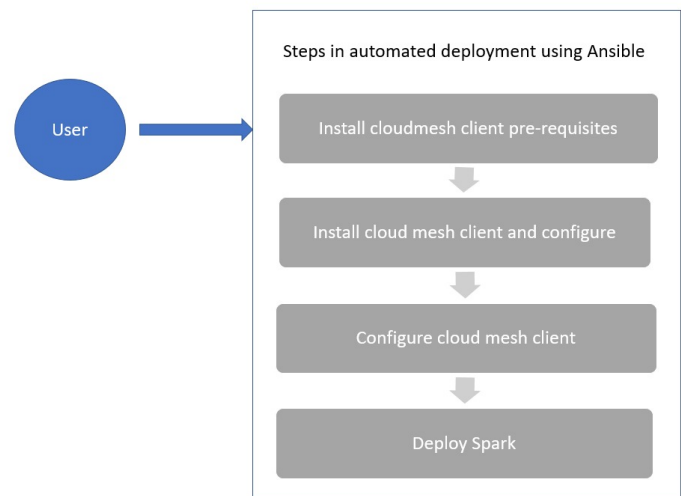 Steps in automated deployment using Ansible
User
Install cloudmesh client pre-requisites
Install cloud mesh client and configure
Configure cloud mesh client
Deploy Spark